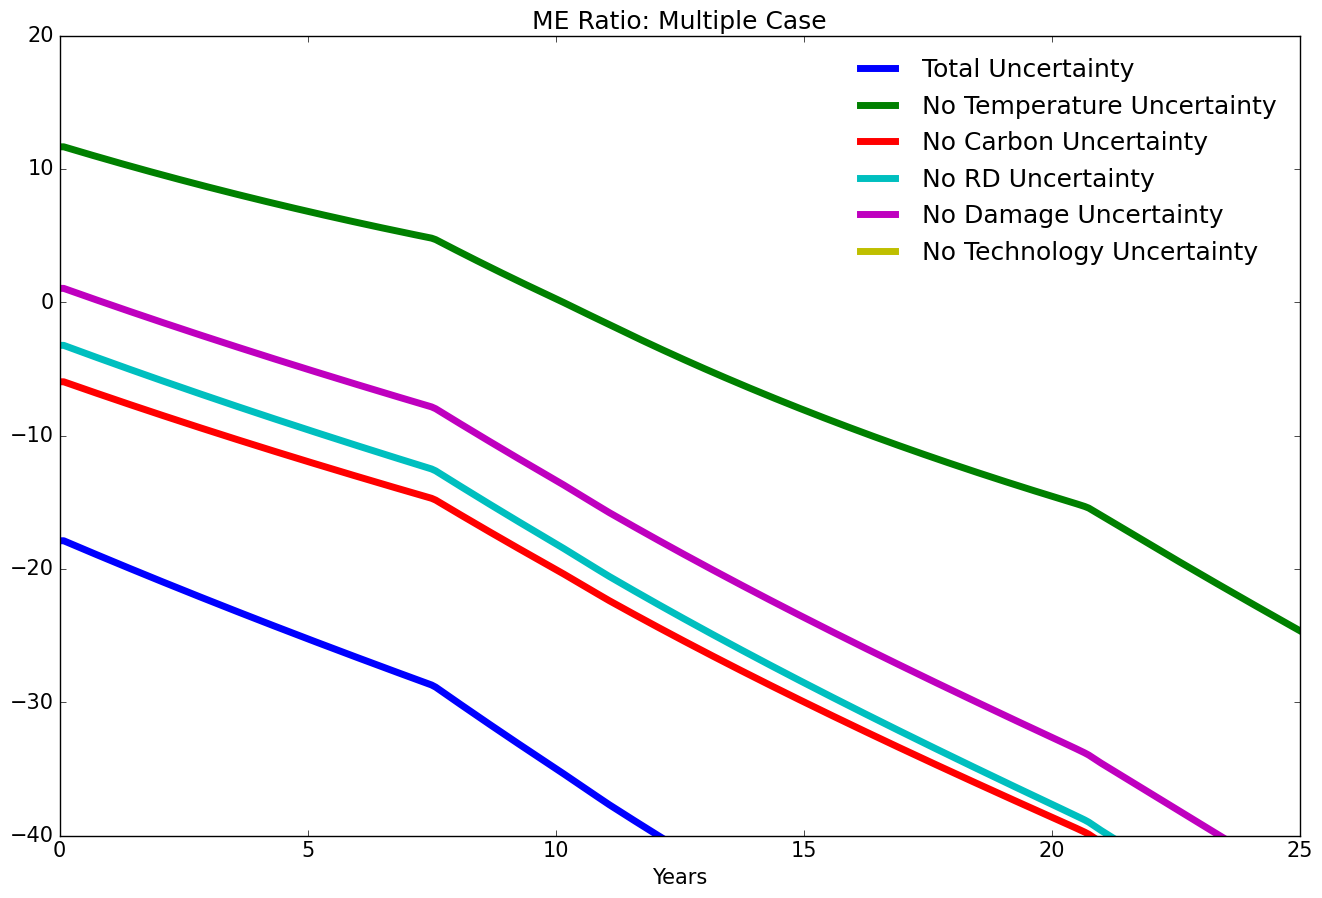 ME Ratio: Multiple Case
20
10
0
−10
−20
−30
−40
Total Uncertainty
No Temperature Uncertainty
No Carbon Uncertainty
No RD Uncertainty
No Damage Uncertainty
No Technology Uncertainty
0 5 10 15 20 25
Years